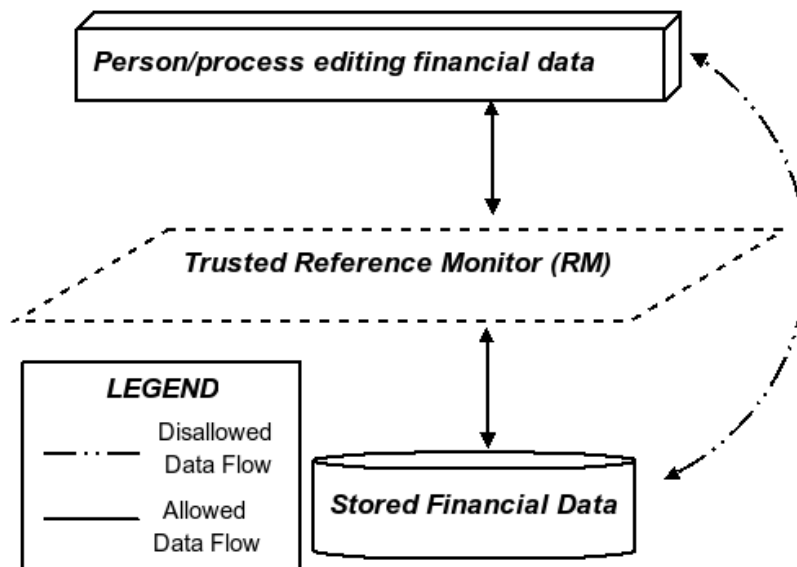 Person/process editing financial data
Trusted Reference Monitor (RM)
LEGEND
Disallowed
Data Flow
Allowed
Data Flow
Stored Financial Data